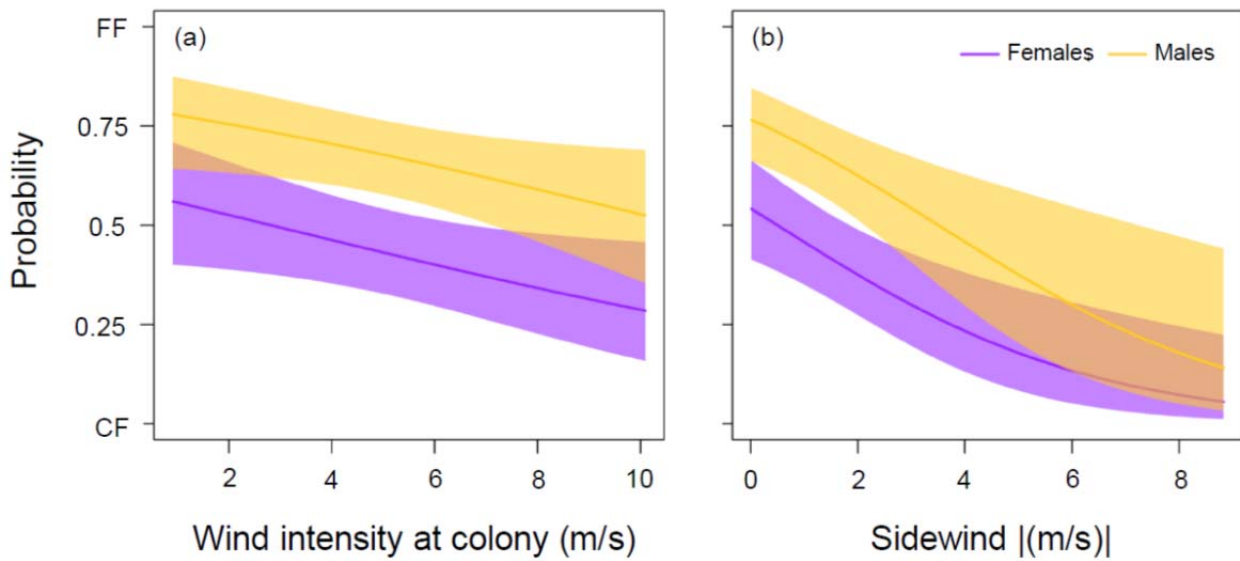 FF
(a)
(b)
Females
Males
0.75
0.5
0.25
CF
Probability
2
4
6
8
10
0
2
4
6
8
Wind intensity at colony (m/s)
Sidewind |(m/s)|